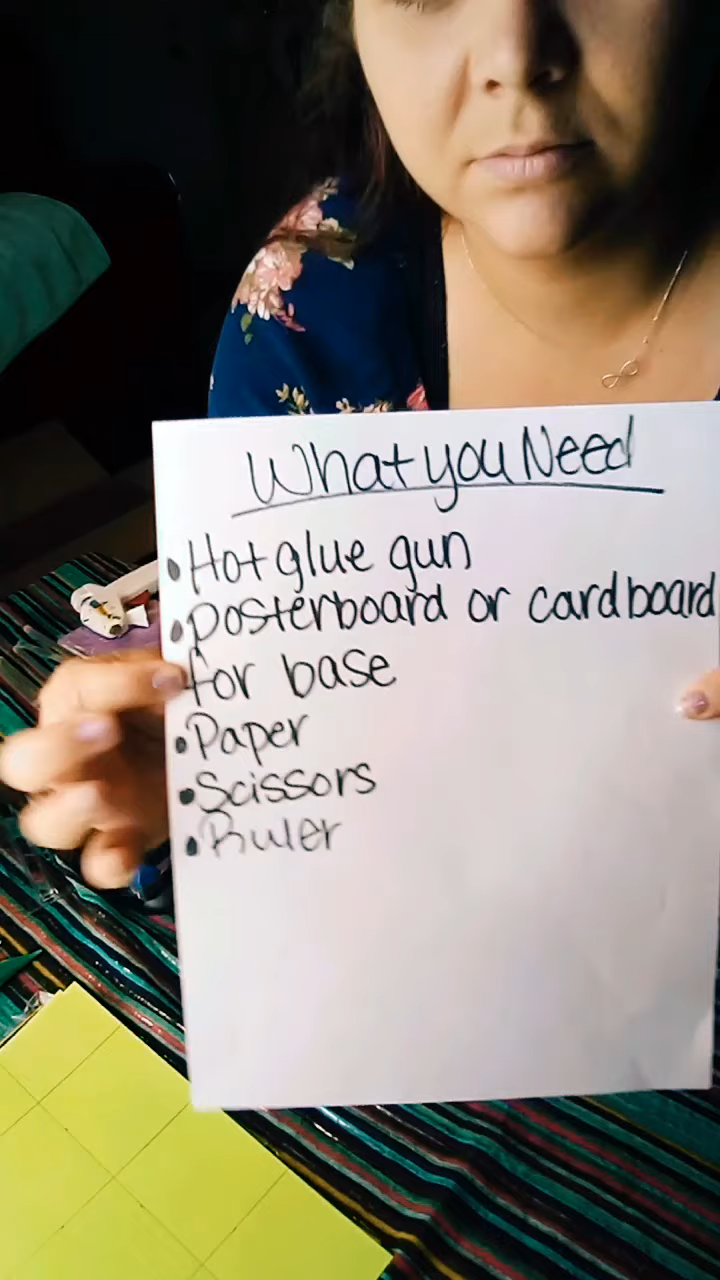 What you Need
• Hot glue gun
• posterboard or cardboard
for base
• Paper
• Scissors
• Ruler